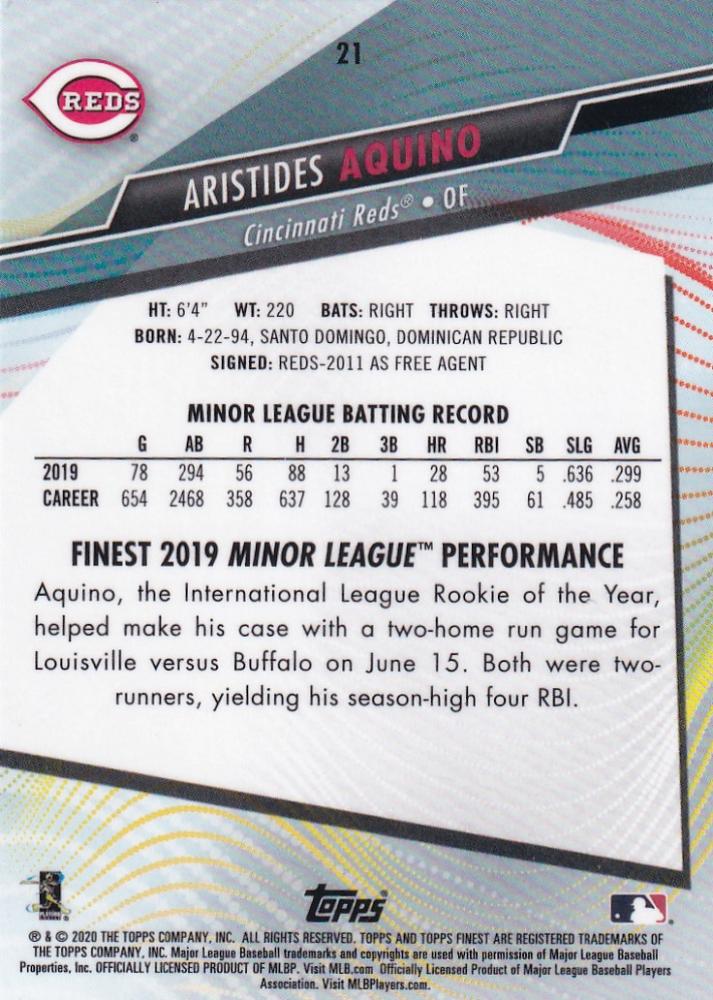 21
REDS
ARISTIDES AQUINO
Cincinnati Reds® • OF
HT: 6'4" WT: 220 BATS: RIGHT THROWS: RIGHT
BORN: 4-22-94, SANTO DOMINGO, DOMINICAN REPUBLIC
SIGNED: REDS-2011 AS FREE AGENT
MINOR LEAGUE BATTING RECORD
G AB R H 2B 3B HR RBI SB SLG AVG
2019 78 294 56 88 13 1 28 53 5 .636 .299
CAREER 654 2468 358 637 128 39 118 395 61 .485 .258
FINEST 2019 MINOR LEAGUE™ PERFORMANCE
Aquino, the International League Rookie of the Year,
helped make his case with a two-home run game for
Louisville versus Buffalo on June 15. Both were two-
runners, yielding his season-high four RBI.
Topps
® & © 2020 THE TOPPS COMPANY, INC. ALL RIGHTS RESERVED. TOPPS AND TOPPS FINEST ARE REGISTERED TRADEMARKS OF
THE TOPPS COMPANY, INC. Major League Baseball trademarks and copyrights are used with permission of Major League Baseball
Properties, Inc. OFFICIALLY LICENSED PRODUCT OF MLBP. Visit MLB.com Officially Licensed Product of Major League Baseball Players
Association. Visit MLBPlayers.com.